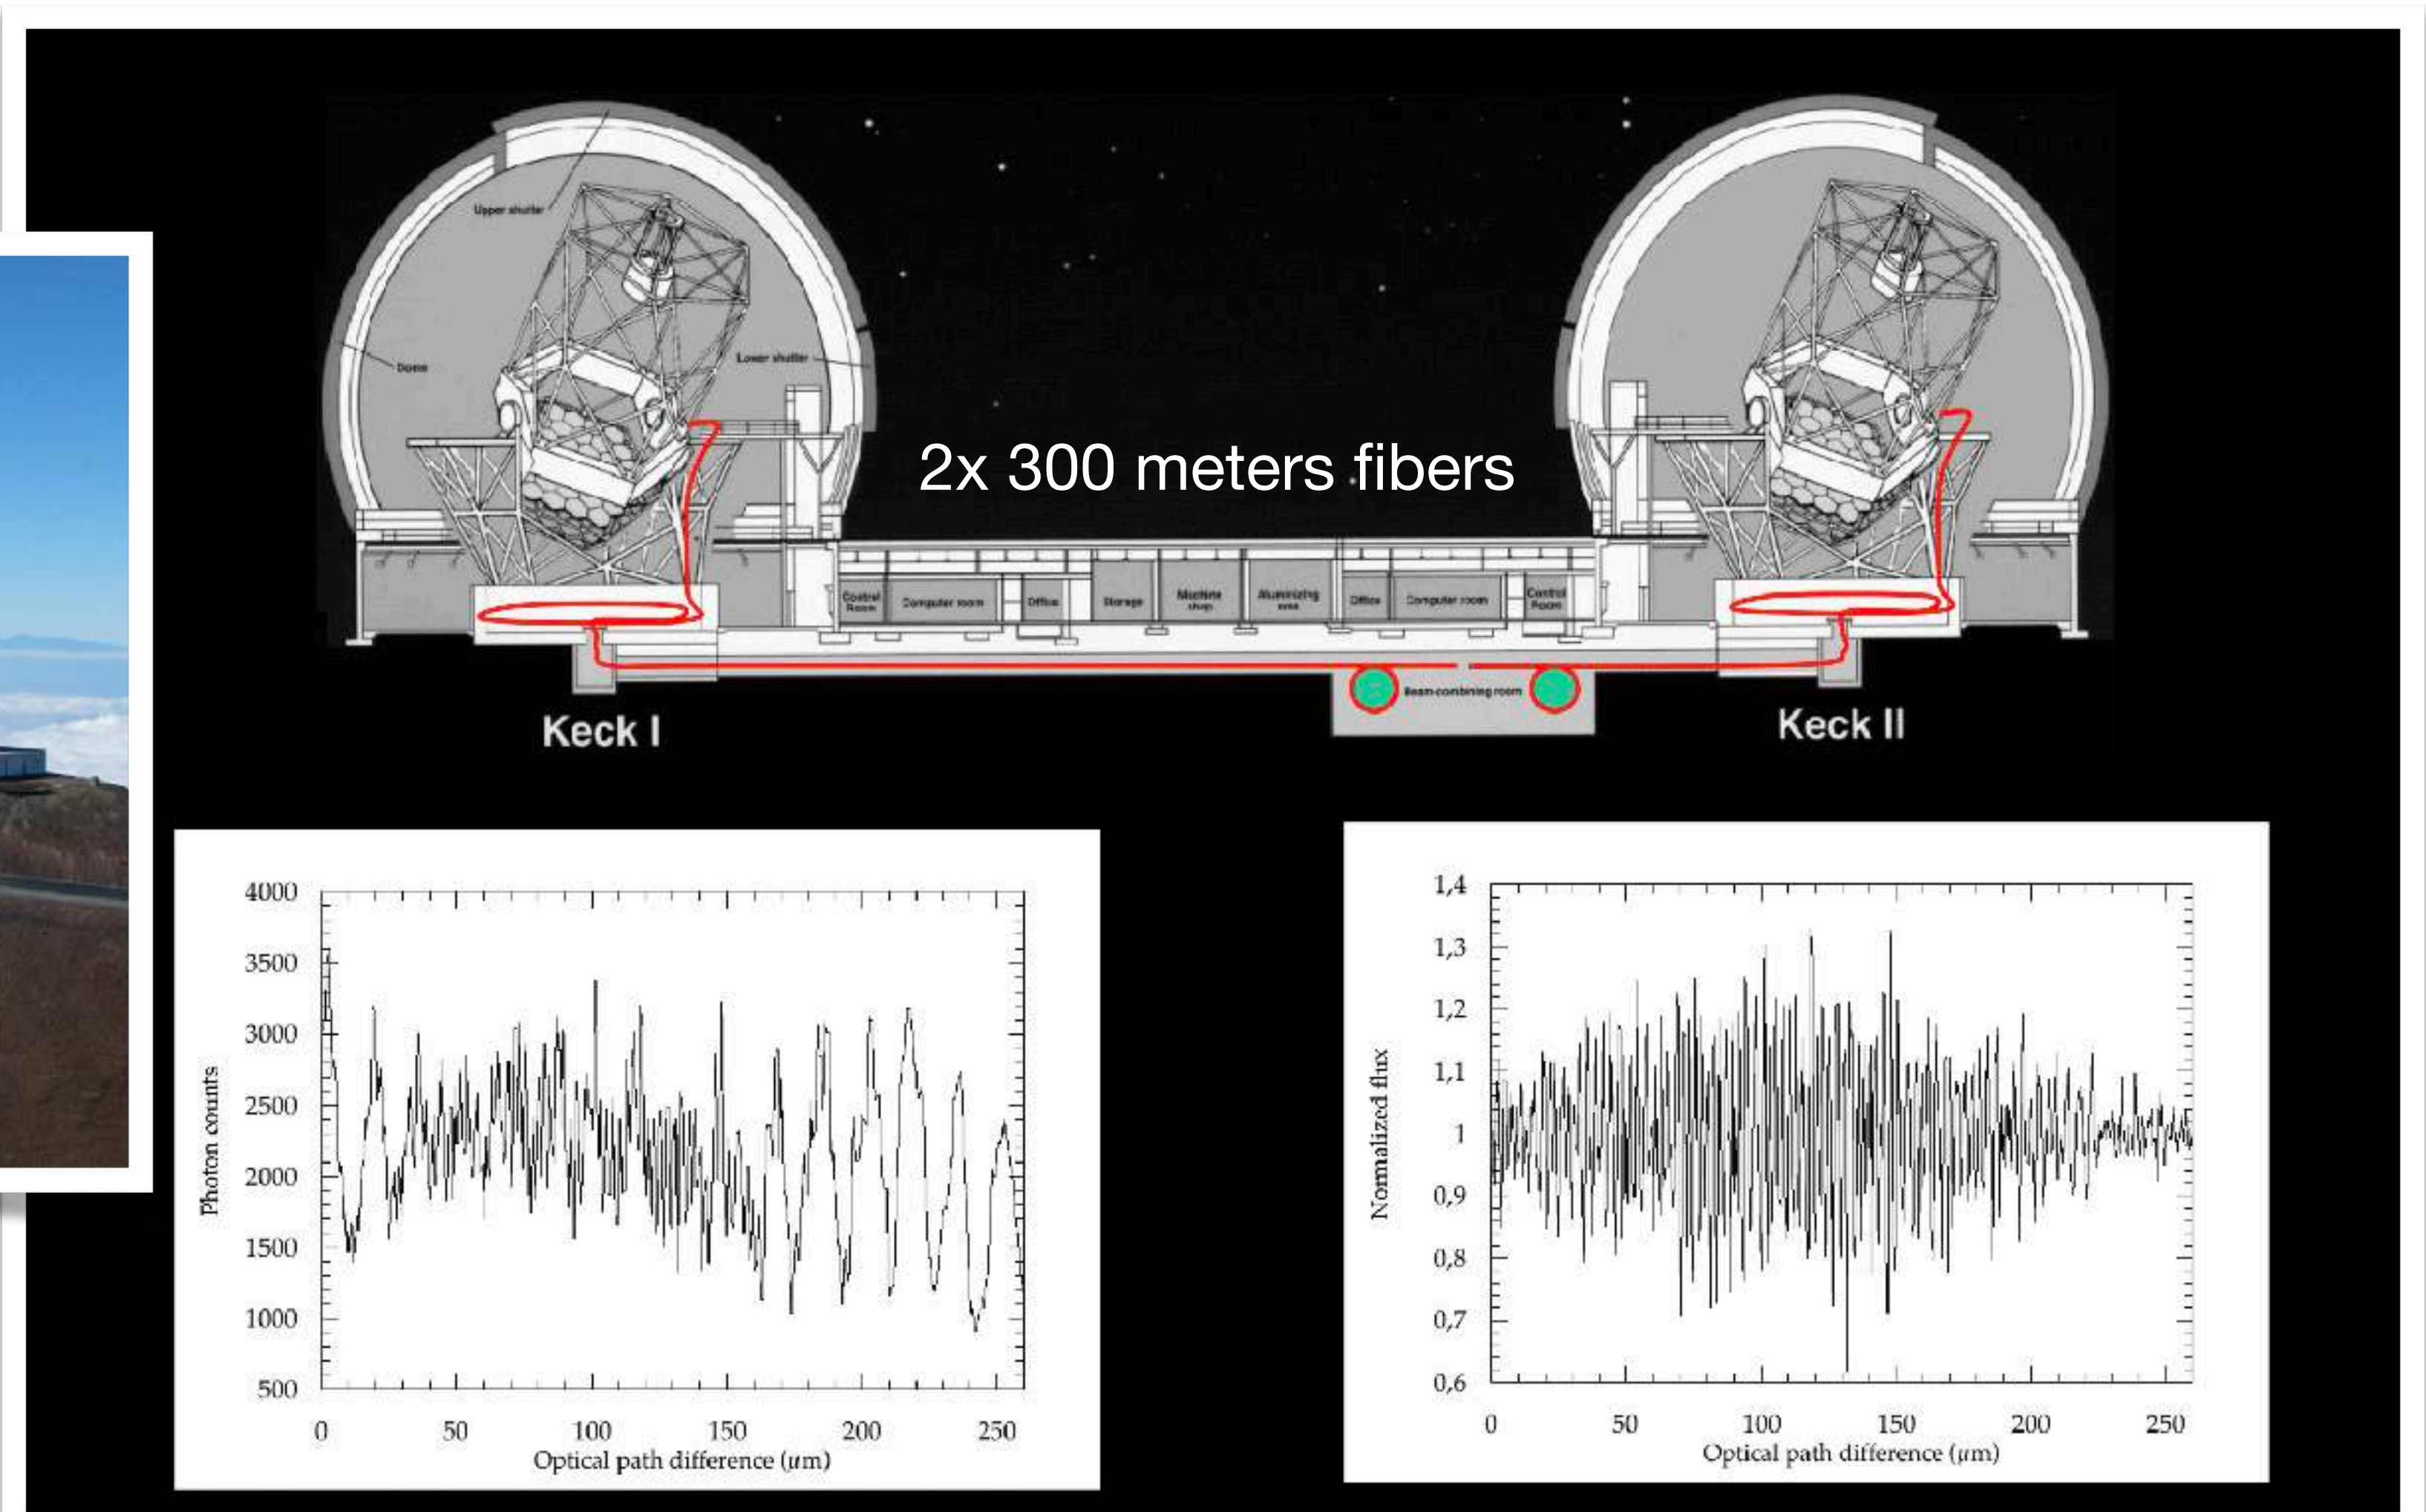 Upper shutter
Dome
Lower shutter
2x 300 meters fibers
Control Room
Computer room
Office
Storage
Machine shop
Aluminizing area
Office
Computer room
Control Room
Beam-combining room
Keck I
Keck II
4000
3500
3000
2500
2000
1500
1000
500
Photon counts
0 50 100 150 200 250
Optical path difference (μm)
1,4
1,3
1,2
1,1
1
0,9
0,8
0,7
0,6
Normalized flux
0 50 100 150 200 250
Optical path difference (μm)